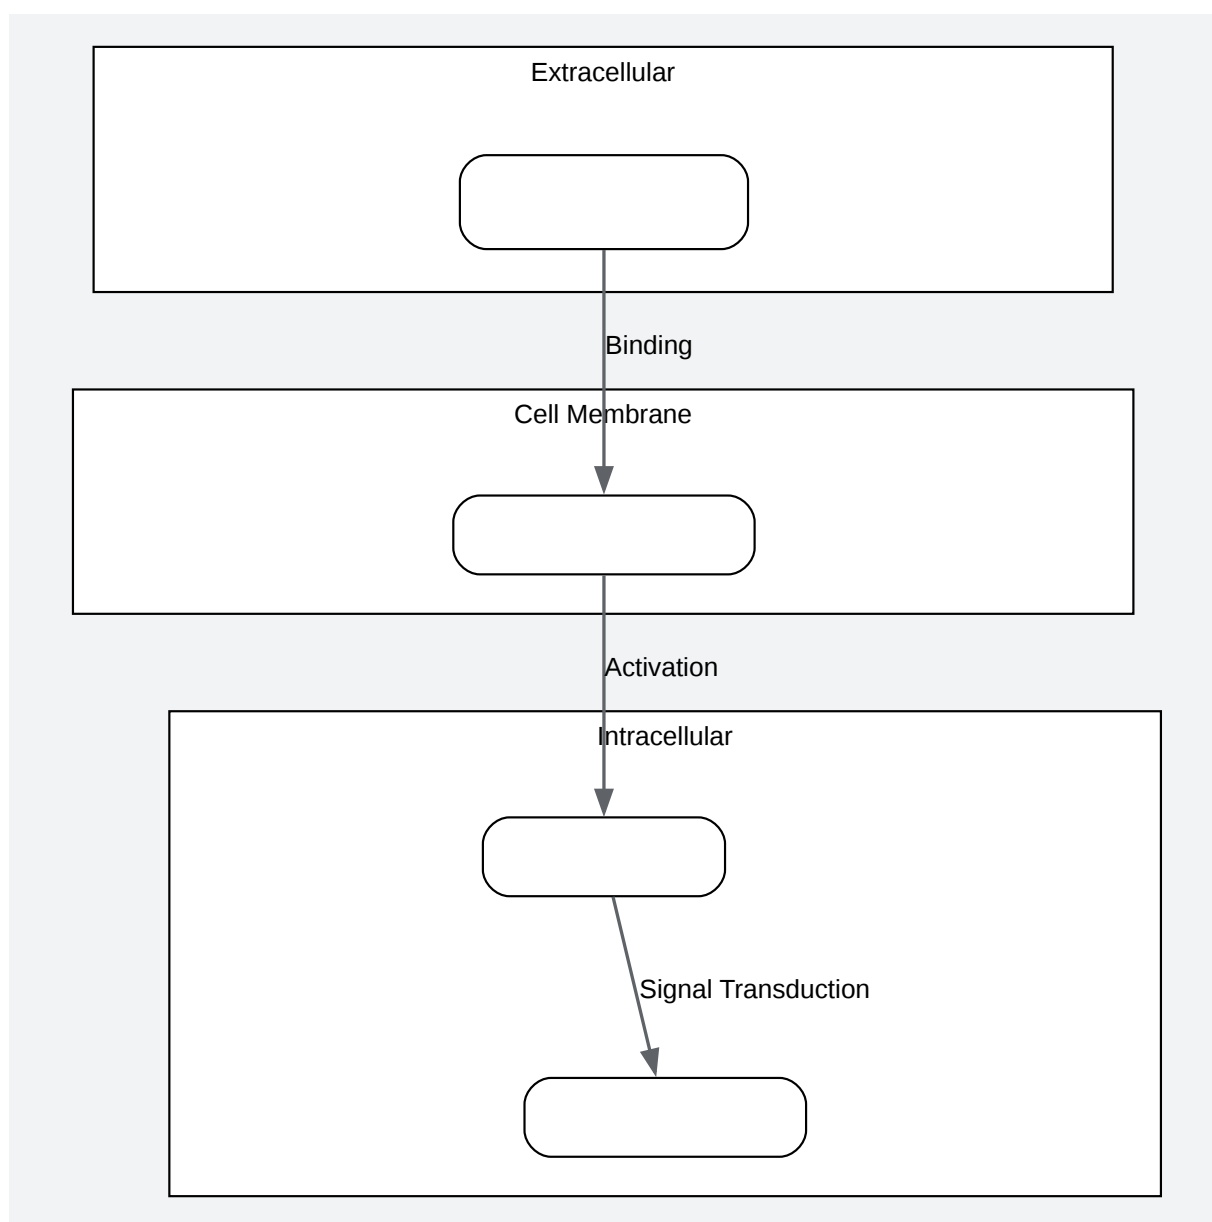 Extracellular
Binding
Cell Membrane
Activation
Intracellular
Signal Transduction